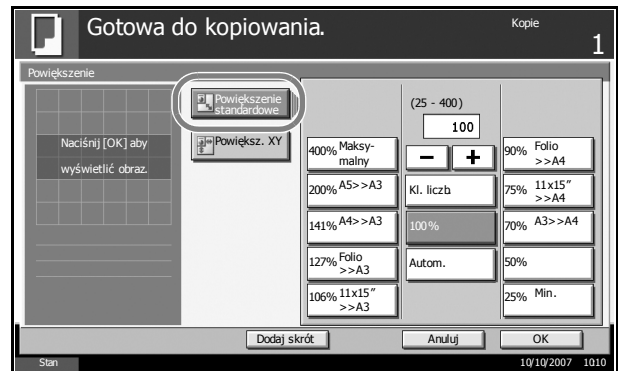 Gotowa do kopiowania.
Kopie
1
Powiększenie
Naciśnij [OK] aby
wyświetlić obraz.
Powiększenie
standardowe
Powiększ. XY
(25 - 400)
100
400% Maksy-
malny
200% A5>>A3
141% A4>>A3
127% Folio
>>A3
106% 11x15"
>>A3
− +
Kl. liczb
100%
Autom.
90% Folio
>>A4
75% 11x15"
>>A4
70% A3>>A4
50%
25% Min.
Dodaj skrót
Anuluj
OK
Stan
10/10/2007 1010